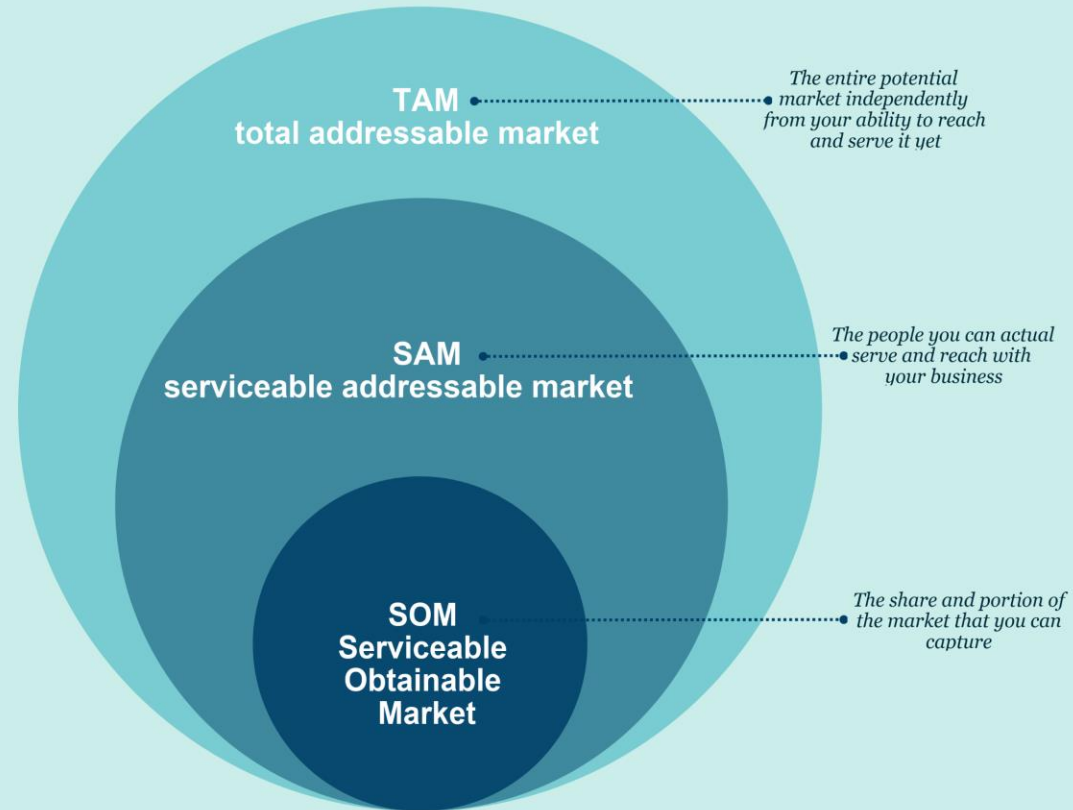 TAM
total addressable market
The entire potential
market independently
from your ability to reach
and serve it yet
SAM
serviceable addressable market
The people you can actual
serve and reach with
your business
SOM
Serviceable
Obtainable
Market
The share and portion of
the market that you can
capture